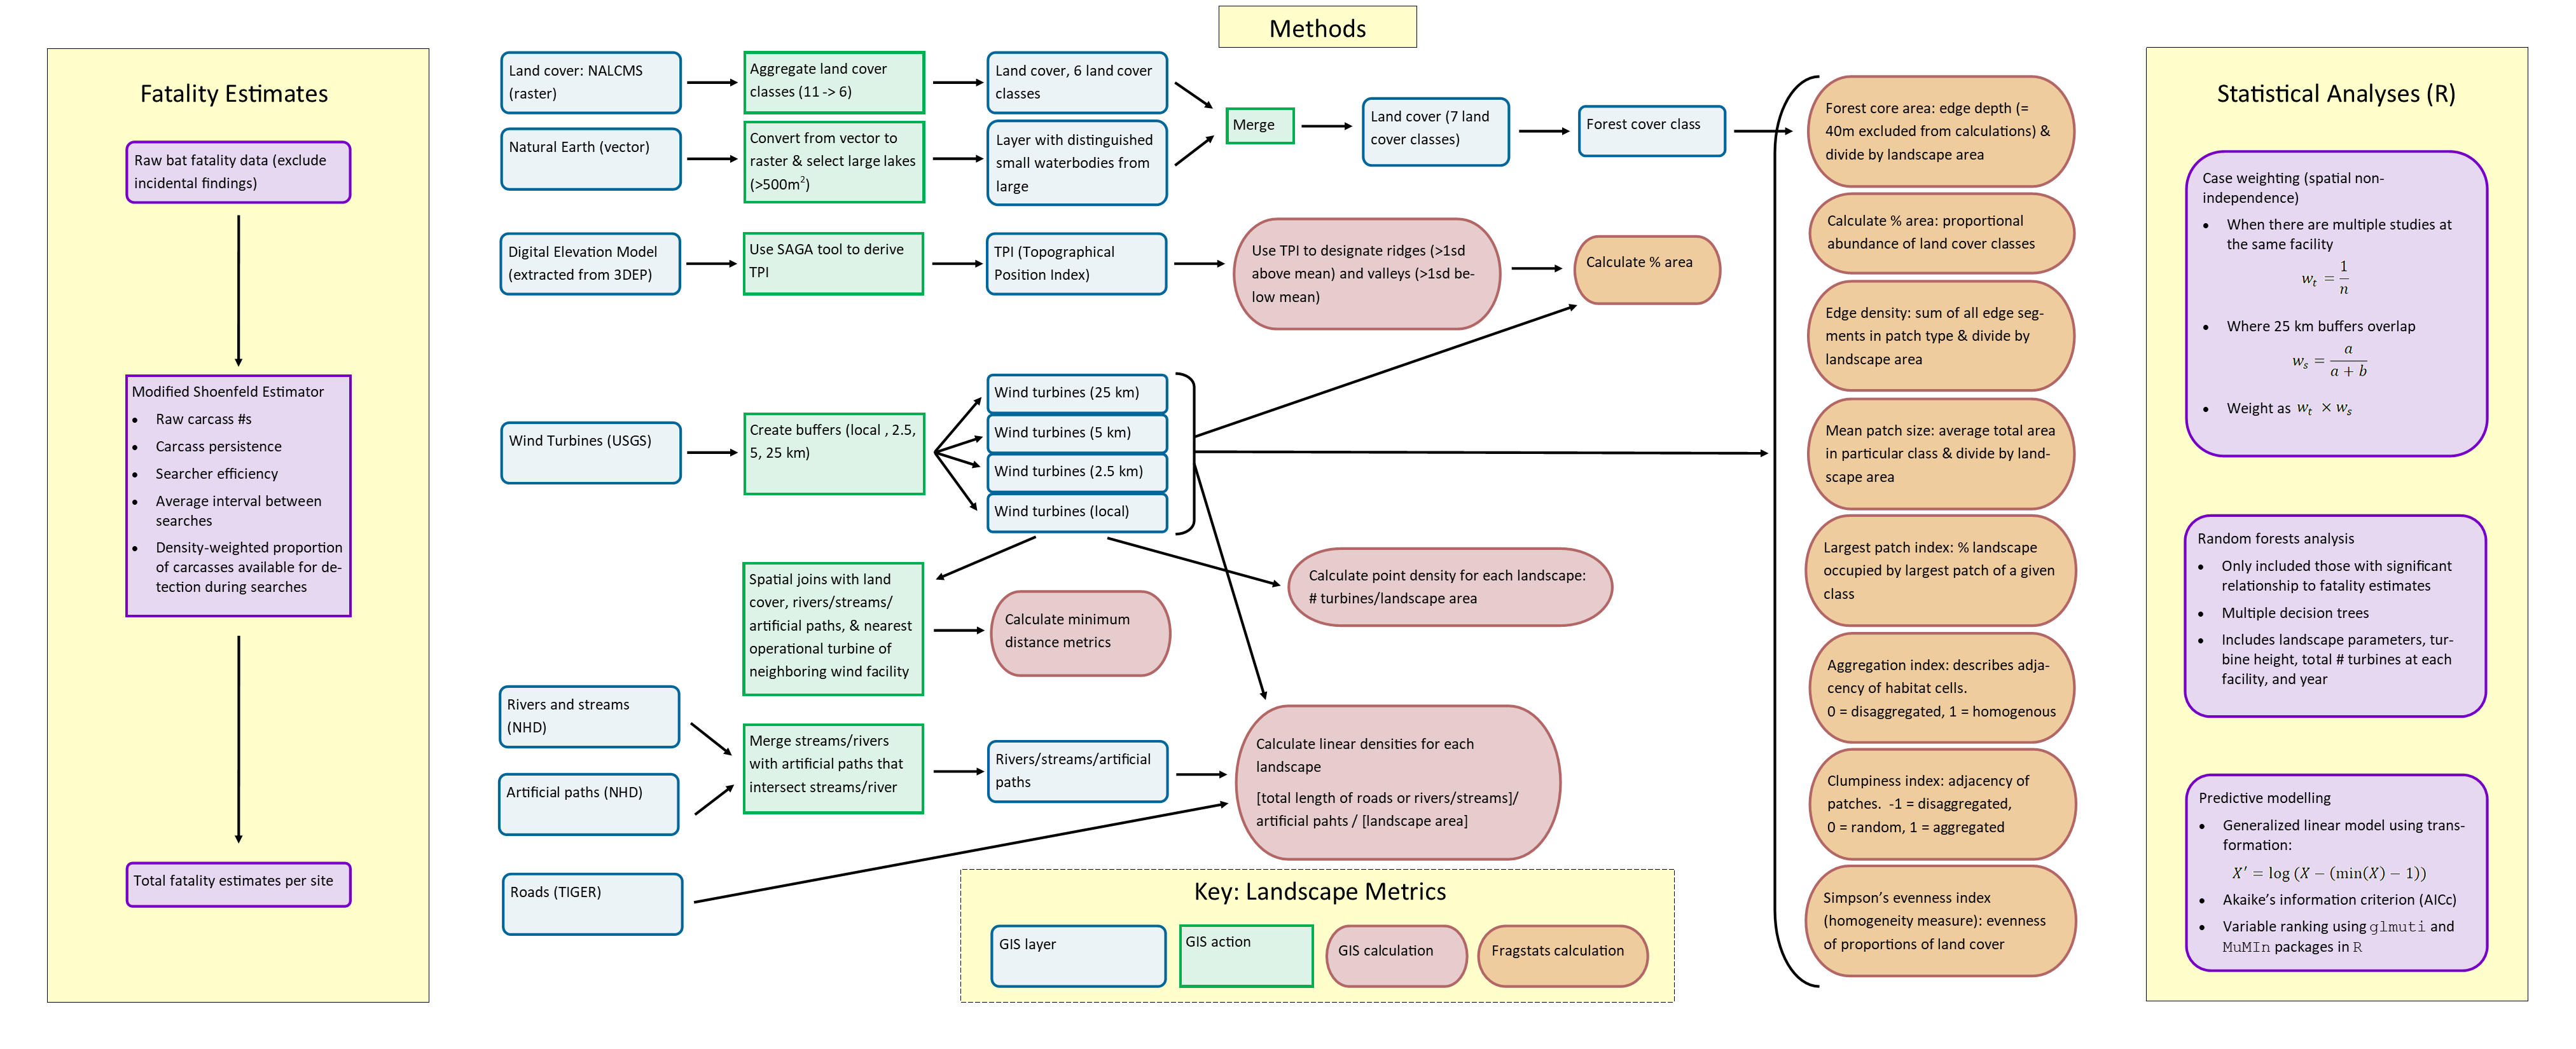 Methods
Fatality Estimates
Raw bat fatality data (exclude
incidental findings)
Modified Shoenfeld Estimator
• Raw carcass #s
• Carcass persistence
• Searcher efficiency
• Average interval between
searches
• Density-weighted proportion
of carcasses available for de-
tection during searches
Total fatality estimates per site
Land cover: NALCMS
(raster)
Aggregate land cover
classes (11 -> 6)
Land cover, 6 land cover
classes
Natural Earth (vector)
Convert from vector to
raster & select large lakes
(>500m²)
Layer with distinguished
small waterbodies from
large
Merge
Land cover (7 land
cover classes)
Forest cover class
Digital Elevation Model
(extracted from 3DEP)
Use SAGA tool to derive
TPI
TPI (Topographical
Position Index)
Use TPI to designate ridges (>1sd
above mean) and valleys (>1sd be-
low mean)
Calculate % area
Wind Turbines (USGS)
Create buffers (local , 2.5,
5, 25 km)
Wind turbines (25 km)
Wind turbines (5 km)
Wind turbines (2.5 km)
Wind turbines (local)
Spatial joins with land
cover, rivers/streams/
artificial paths, & nearest
operational turbine of
neighboring wind facility
Calculate minimum
distance metrics
Calculate point density for each landscape:
# turbines/landscape area
Rivers and streams
(NHD)
Artificial paths (NHD)
Merge streams/rivers
with artificial paths that
intersect streams/river
Rivers/streams/artificial
paths
Calculate linear densities for each
landscape
[total length of roads or rivers/streams]/
artificial pahts / [landscape area]
Roads (TIGER)
Key: Landscape Metrics
GIS layer
GIS action
GIS calculation
Fragstats calculation
Forest core area: edge depth (=
40m excluded from calculations) &
divide by landscape area
Calculate % area: proportional
abundance of land cover classes
Edge density: sum of all edge seg-
ments in patch type & divide by
landscape area
Mean patch size: average total area
in particular class & divide by land-
scape area
Largest patch index: % landscape
occupied by largest patch of a given
class
Aggregation index: describes adja-
cency of habitat cells.
0 = disaggregated, 1 = homogenous
Clumpiness index: adjacency of
patches.  -1 = disaggregated,
0 = random, 1 = aggregated
Simpson's evenness index
(homogeneity measure): evenness
of proportions of land cover
Statistical Analyses (R)
Case weighting (spatial non-
independence)
• When there are multiple studies at
the same facility
w_t = 1/n
• Where 25 km buffers overlap
w_s = a/(a + b)
• Weight as w_t × w_s
Random forests analysis
• Only included those with significant
relationship to fatality estimates
• Multiple decision trees
• Includes landscape parameters, tur-
bine height, total # turbines at each
facility, and year
Predictive modelling
• Generalized linear model using trans-
formation:
X′ = log (X − (min(X) − 1))
• Akaike's information criterion (AICc)
• Variable ranking using glmuti and
MuMIn packages in R